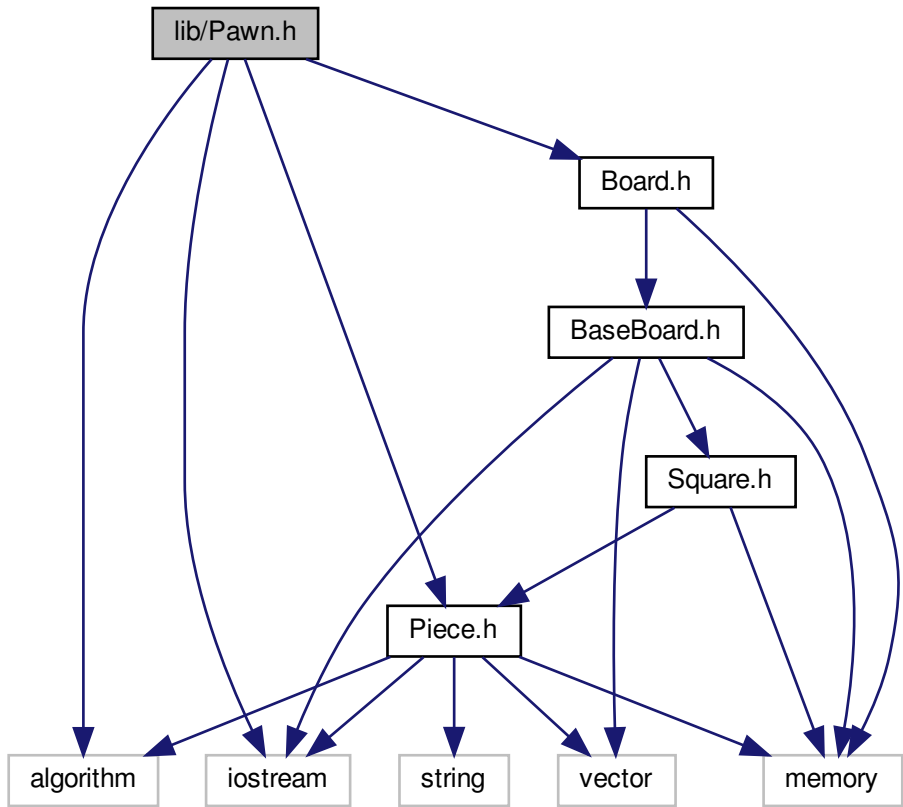 lib/Pawn.h
Board.h
BaseBoard.h
Square.h
Piece.h
algorithm
iostream
string
vector
memory